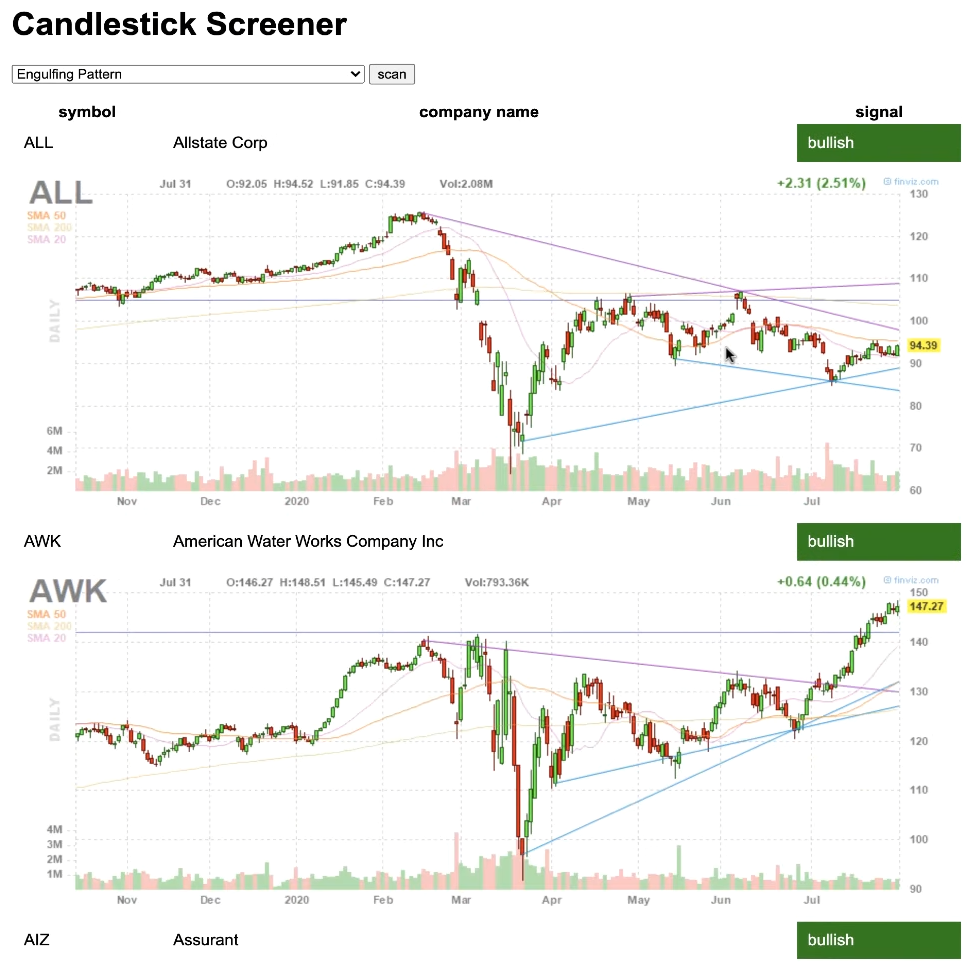 Candlestick Screener
Engulfing Pattern scan
symbol company name signal
ALL Allstate Corp bullish
ALL Jul 31 O:92.05 H:94.52 L:91.85 C:94.39 Vol:2.08M +2.31 (2.51%) finviz.com
SMA 50
SMA 200
SMA 20
DAILY
130
120
110
100
94.39
90
80
70
60
6M
4M
2M
Nov Dec 2020 Feb Mar Apr May Jun Jul
AWK American Water Works Company Inc bullish
AWK Jul 31 O:146.27 H:148.51 L:145.49 C:147.27 Vol:793.36K +0.64 (0.44%) finviz.com
SMA 50
SMA 200
SMA 20
DAILY
150
147.27
140
130
120
110
100
90
4M
3M
2M
1M
Nov Dec 2020 Feb Mar Apr May Jun Jul
AIZ Assurant bullish